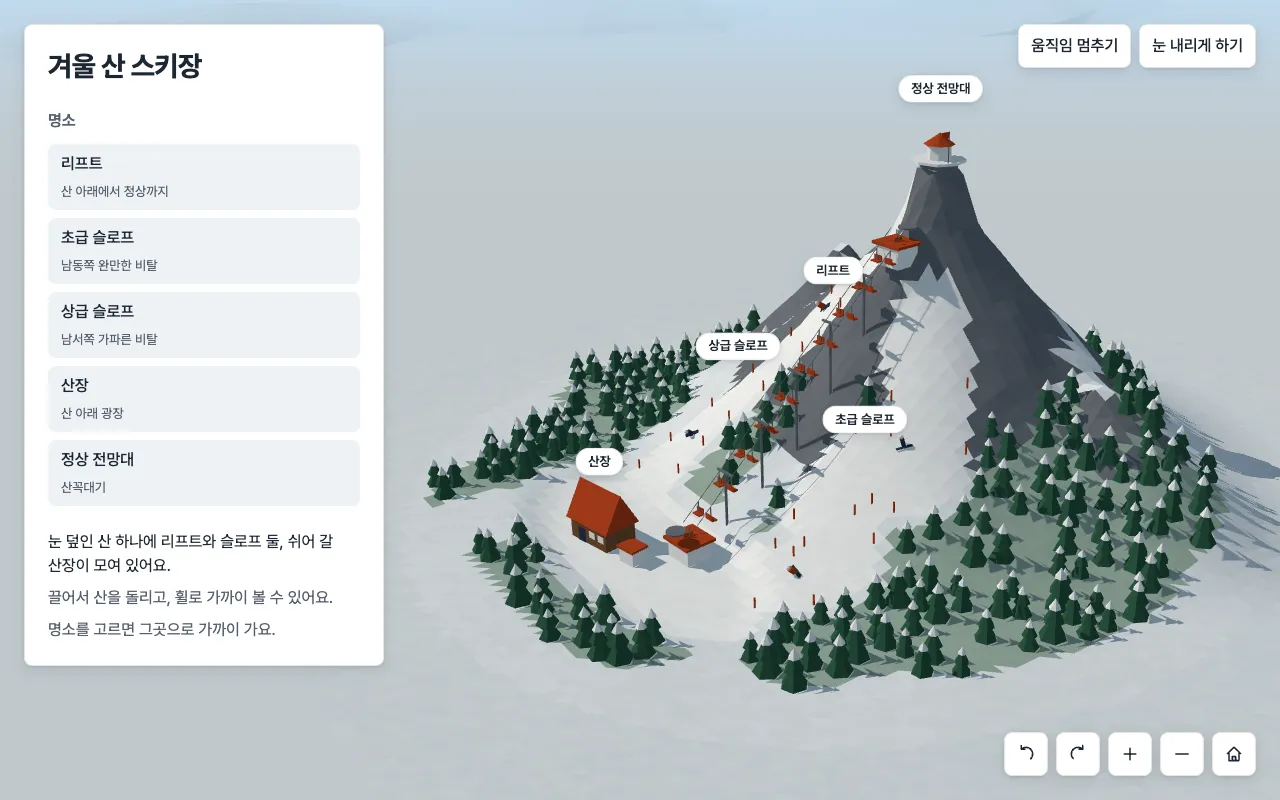 겨울 산 스키장
명소
리프트
산 아래에서 정상까지
초급 슬로프
남동쪽 완만한 비탈
상급 슬로프
남서쪽 가파른 비탈
산장
산 아래 광장
정상 전망대
산꼭대기
눈 덮인 산 하나에 리프트와 슬로프 둘, 쉬어 갈
산장이 모여 있어요.
끌어서 산을 돌리고, 휠로 가까이 볼 수 있어요.
명소를 고르면 그곳으로 가까이 가요.
움직임 멈추기
눈 내리게 하기
정상 전망대
리프트
상급 슬로프
초급 슬로프
산장